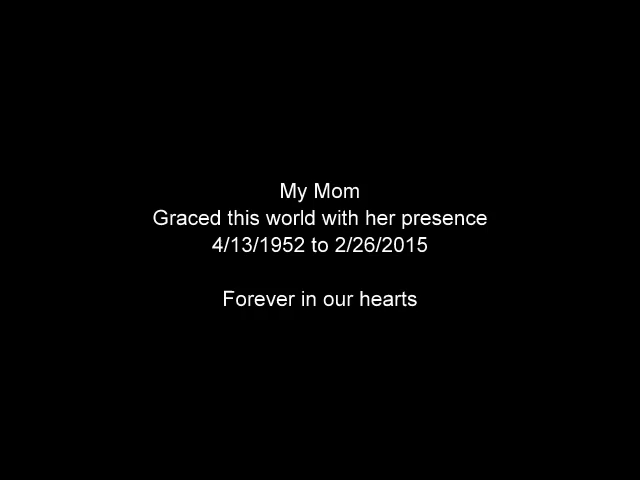 My Mom
Graced this world with her presence
4/13/1952 to 2/26/2015
Forever in our hearts